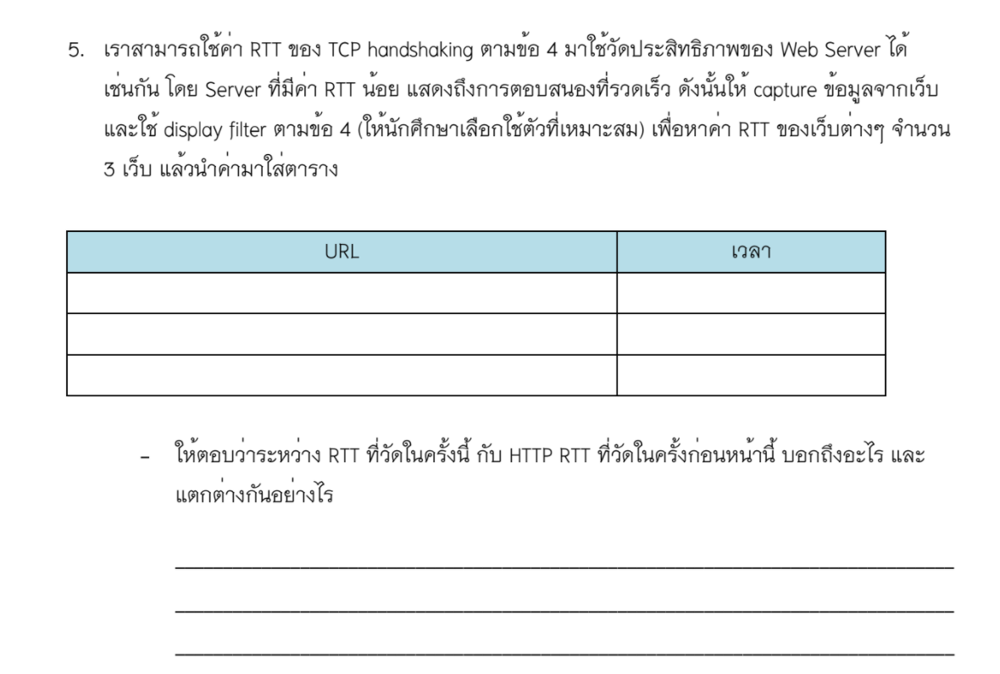 5. เราสามารถใช้ค่า RTT ของ TCP handshaking ตามข้อ 4 มาใช้วัดประสิทธิภาพของ Web Server ได้
เช่นกัน โดย Server ที่มีค่า RTT น้อย แสดงถึงการตอบสนองที่รวดเร็ว ดังนั้นให้ capture ข้อมูลจากเว็บ
และใช้ display filter ตามข้อ 4 (ให้นักศึกษาเลือกใช้ตัวที่เหมาะสม) เพื่อหาค่า RTT ของเว็บต่างๆ จำนวน
3 เว็บ แล้วนำค่ามาใส่ตาราง
URL เวลา
- ให้ตอบว่าระหว่าง RTT ที่วัดในครั้งนี้ กับ HTTP RTT ที่วัดในครั้งก่อนหน้านี้ บอกถึงอะไร และ
แตกต่างกันอย่างไร